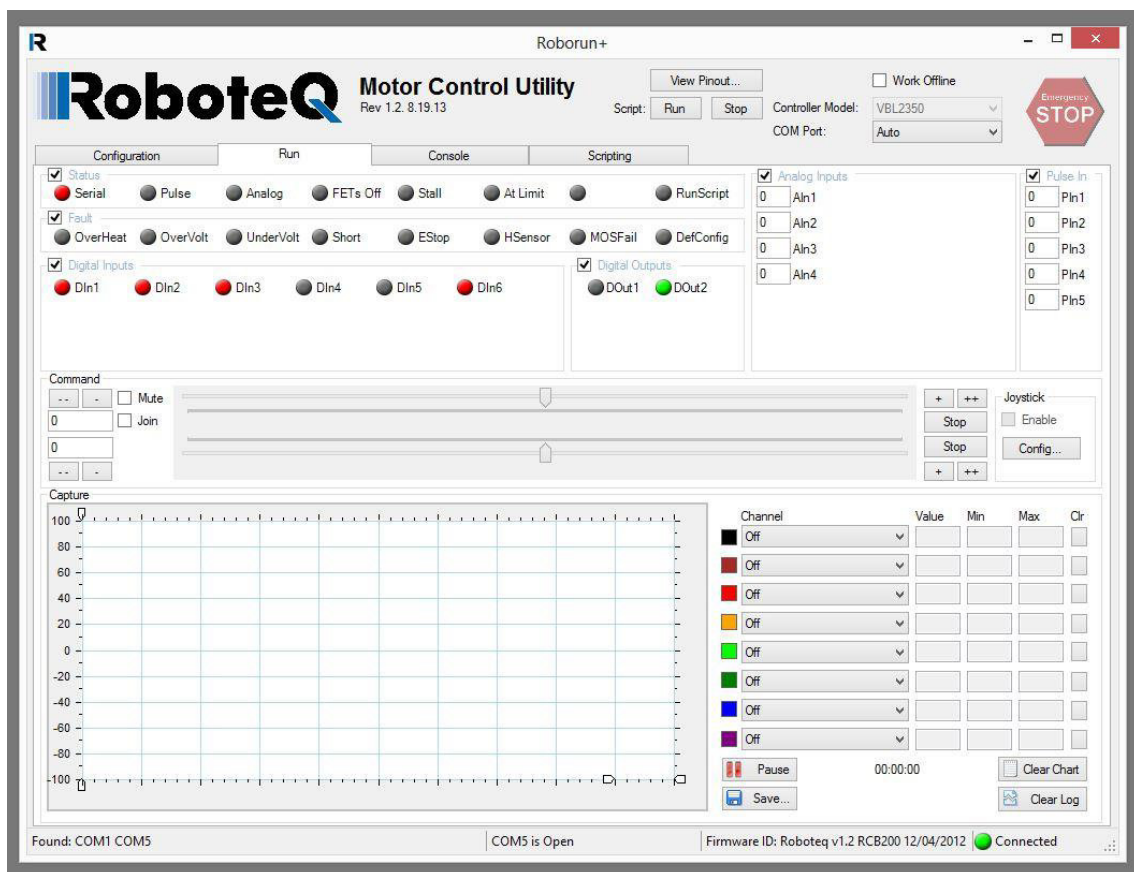 Roborun+
RoboteQ
Motor Control Utility
Rev 1.2. 8.19.13
View Pinout...
Script: Run Stop
Work Offline
Controller Model: VBL2350
COM Port: Auto
Emergency
STOP
Configuration Run Console Scripting
Status
Serial Pulse Analog FETs Off Stall At Limit RunScript
Fault
OverHeat OverVolt UnderVolt Short EStop HSensor MOSFail DefConfig
Digital Inputs
DIn1 DIn2 DIn3 DIn4 DIn5 DIn6
Digital Outputs
DOut1 DOut2
Analog Inputs
0 AIn1
0 AIn2
0 AIn3
0 AIn4
Pulse In
0 PIn1
0 PIn2
0 PIn3
0 PIn4
0 PIn5
Command
-- - Mute
0 Join
0
-- -
+ ++
Stop
Stop
+ ++
Joystick
Enable
Config...
Capture
100
80
60
40
20
0
-20
-40
-60
-80
-100
Channel Value Min Max Clr
Off
Off
Off
Off
Off
Off
Off
Off
Pause 00:00:00 Clear Chart
Save... Clear Log
Found: COM1 COM5 COM5 is Open Firmware ID: Roboteq v1.2 RCB200 12/04/2012 Connected